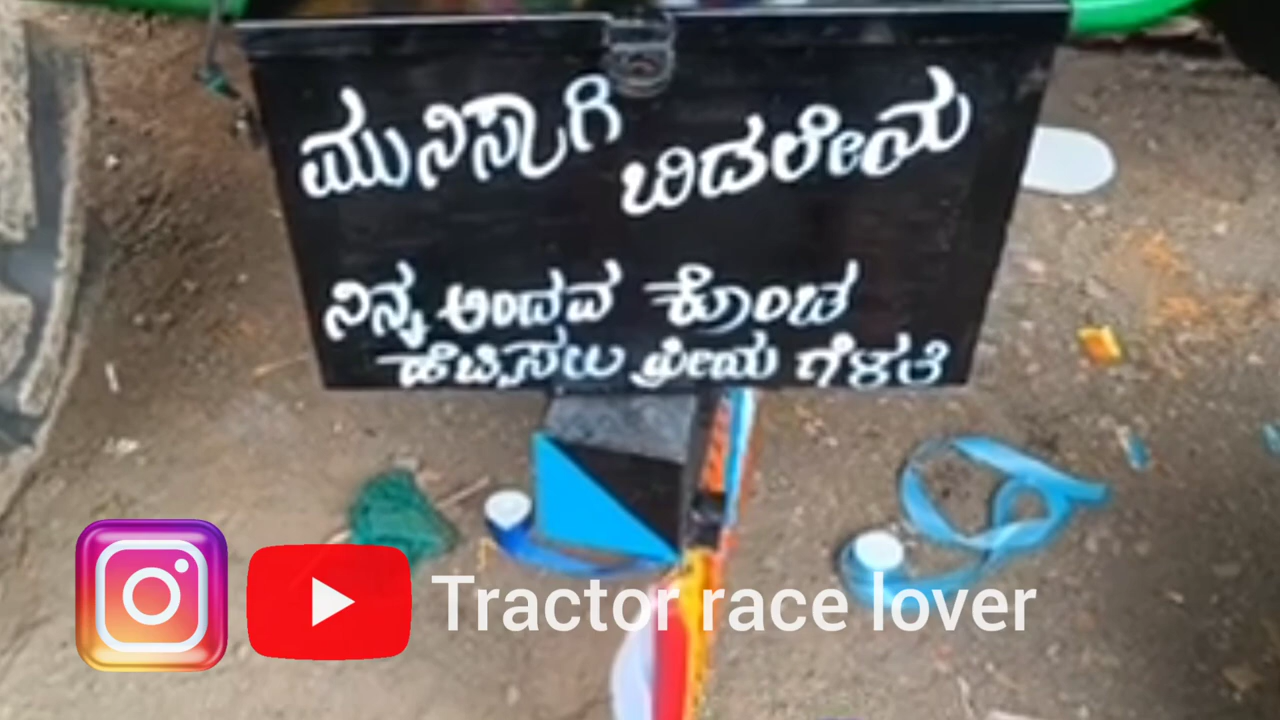 ಮುನಿಸ್ಕಾಗಿ ಬಿಡಲೇನು
ನಿನ್ನ ಅಂದವ ಕೊಂಚ
ಹೆಚ್ಚಿಸಲು ಪ್ರೀಯ ಗೆಳತಿ
Tractor race lover